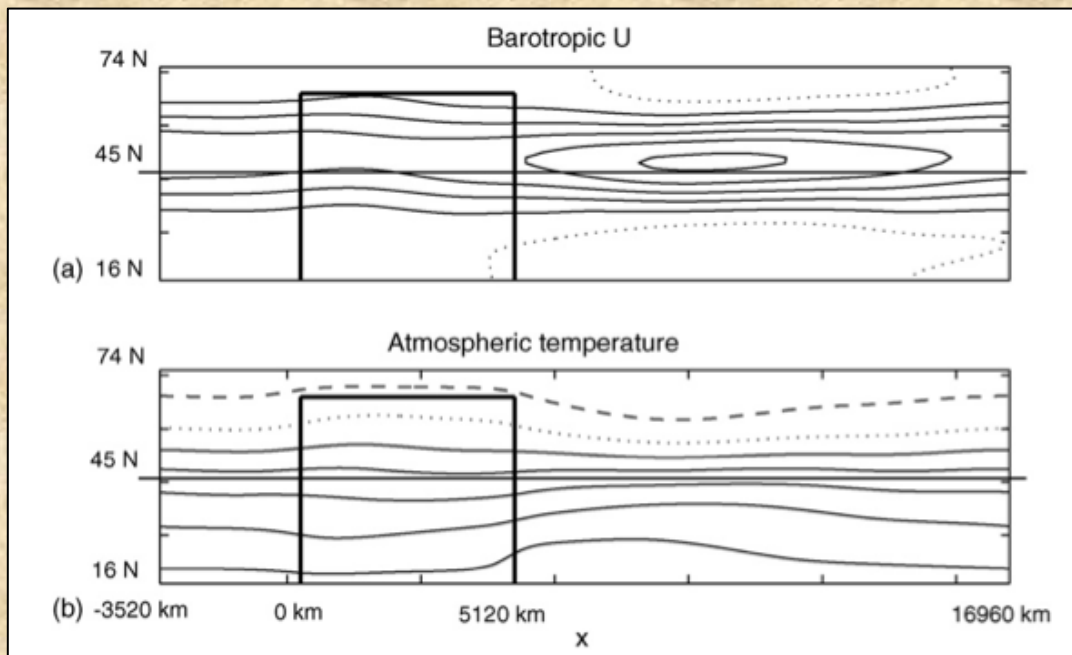 Barotropic U
74 N
45 N
(a) 16 N
Atmospheric temperature
74 N
45 N
16 N
(b) -3520 km 0 km 5120 km 16960 km
x